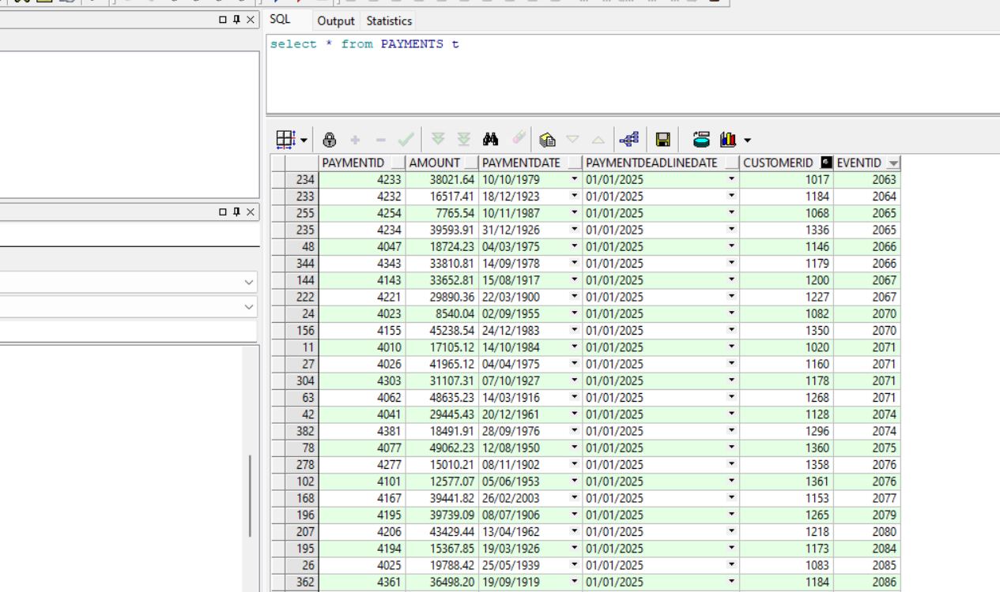 SQL Output Statistics
select * from PAYMENTS t
PAYMENTID AMOUNT PAYMENTDATE PAYMENTDEADLINEDATE CUSTOMERID EVENTID
234 4233 38021.64 10/10/1979 01/01/2025 1017 2063
233 4232 16517.41 18/12/1923 01/01/2025 1184 2064
255 4254 7765.54 10/11/1987 01/01/2025 1068 2065
235 4234 39593.91 31/12/1926 01/01/2025 1336 2065
48 4047 18724.23 04/03/1975 01/01/2025 1146 2066
344 4343 33810.81 14/09/1978 01/01/2025 1179 2066
144 4143 33652.81 15/08/1917 01/01/2025 1200 2067
222 4221 29890.36 22/03/1900 01/01/2025 1227 2067
24 4023 8540.04 02/09/1955 01/01/2025 1082 2070
156 4155 45238.54 24/12/1983 01/01/2025 1350 2070
11 4010 17105.12 14/10/1984 01/01/2025 1020 2071
27 4026 41965.12 04/04/1975 01/01/2025 1160 2071
304 4303 31107.31 07/10/1927 01/01/2025 1178 2071
63 4062 48635.23 14/03/1916 01/01/2025 1268 2071
42 4041 29445.43 20/12/1961 01/01/2025 1128 2074
382 4381 18491.91 28/09/1976 01/01/2025 1296 2074
78 4077 49062.23 12/08/1950 01/01/2025 1360 2075
278 4277 15010.21 08/11/1902 01/01/2025 1358 2076
102 4101 12577.07 05/06/1953 01/01/2025 1361 2076
168 4167 39441.82 26/02/2003 01/01/2025 1153 2077
196 4195 39739.09 08/07/1906 01/01/2025 1265 2079
207 4206 43429.44 13/04/1962 01/01/2025 1218 2080
195 4194 15367.85 19/03/1926 01/01/2025 1173 2084
26 4025 19788.42 25/05/1939 01/01/2025 1083 2085
362 4361 36498.20 19/09/1919 01/01/2025 1184 2086